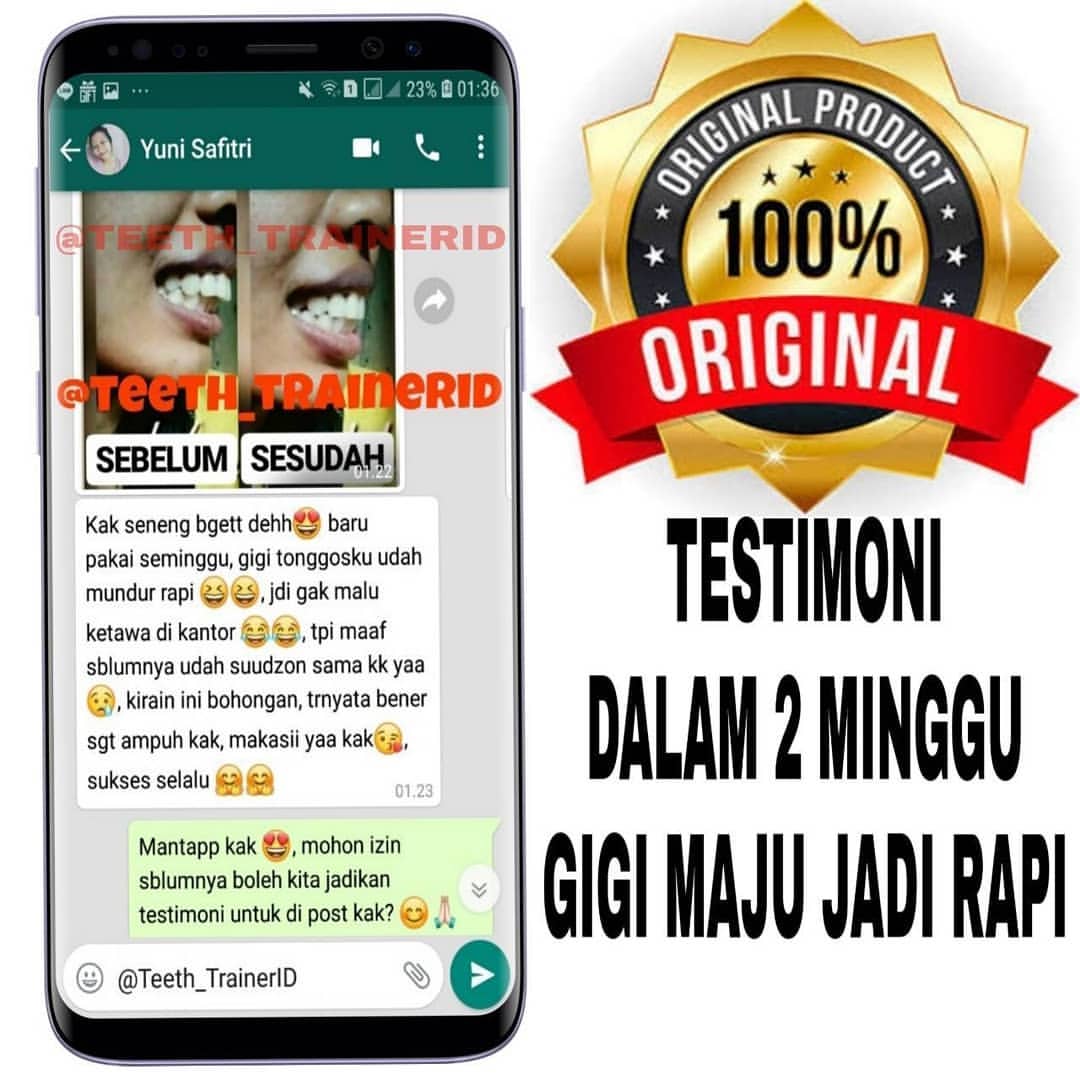 GIFT
1
23%
01:36
Yuni Safitri
@TEETH_TRAINERID
@TEETH_TRAINERID
SEBELUM
SESUDAH
01.22
Kak seneng bgett dehh😍 baru
pakai seminggu, gigi tonggosku udah
mundur rapi 😆😆, jdi gak malu
ketawa di kantor 😂😂, tpi maaf
sblumnya udah suudzon sama kk yaa
😢, kirain ini bohongan, trnyata bener
sgt ampuh kak, makasii yaa kak😘,
sukses selalu 🤗🤗
01.23
Mantapp kak 😍, mohon izin
sblumnya boleh kita jadikan
testimoni untuk di post kak? 😊🙏🏻
@Teeth_TrainerID
ORIGINAL PRODUCT
100%
ORIGINAL
TESTIMONI
DALAM 2 MINGGU
GIGI MAJU JADI RAPI